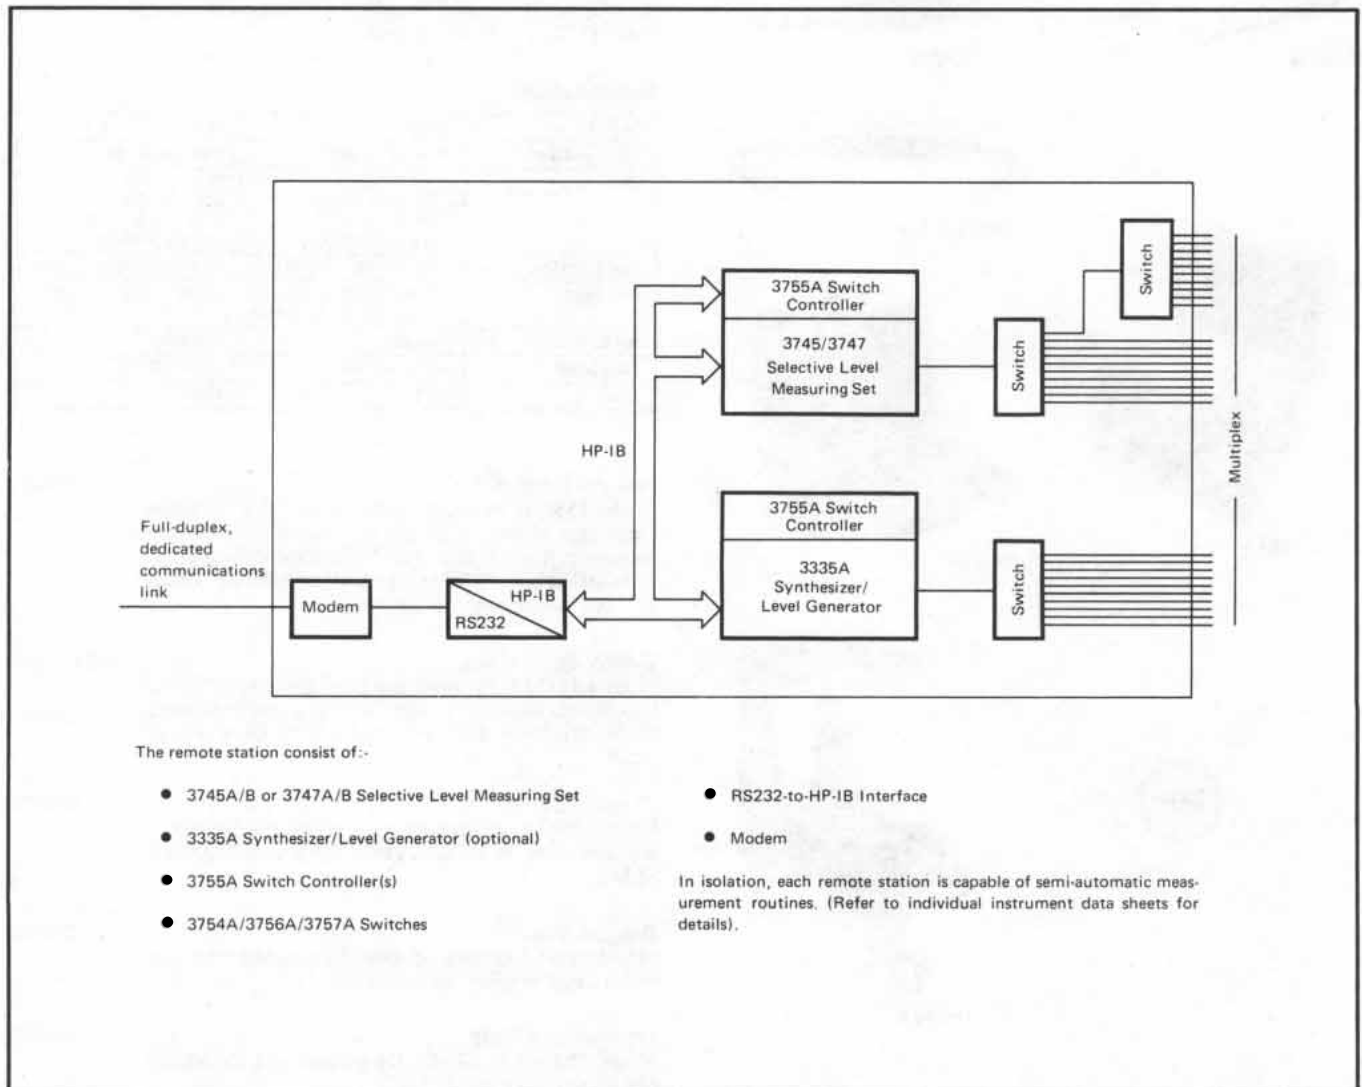 3755A Switch
Controller
3745/3747
Selective Level
Measuring Set
Switch
Switch
Multiplex
HP-IB
3755A Switch
Controller
3335A
Synthesizer/
Level Generator
Switch
Full-duplex,
dedicated
communications
link
Modem
HP-IB
RS232
The remote station consist of:-
● 3745A/B or 3747A/B Selective Level Measuring Set
● 3335A Synthesizer/Level Generator (optional)
● 3755A Switch Controller(s)
● 3754A/3756A/3757A Switches
● RS232-to-HP-IB Interface
● Modem
In isolation, each remote station is capable of semi-automatic meas-
urement routines. (Refer to individual instrument data sheets for
details).